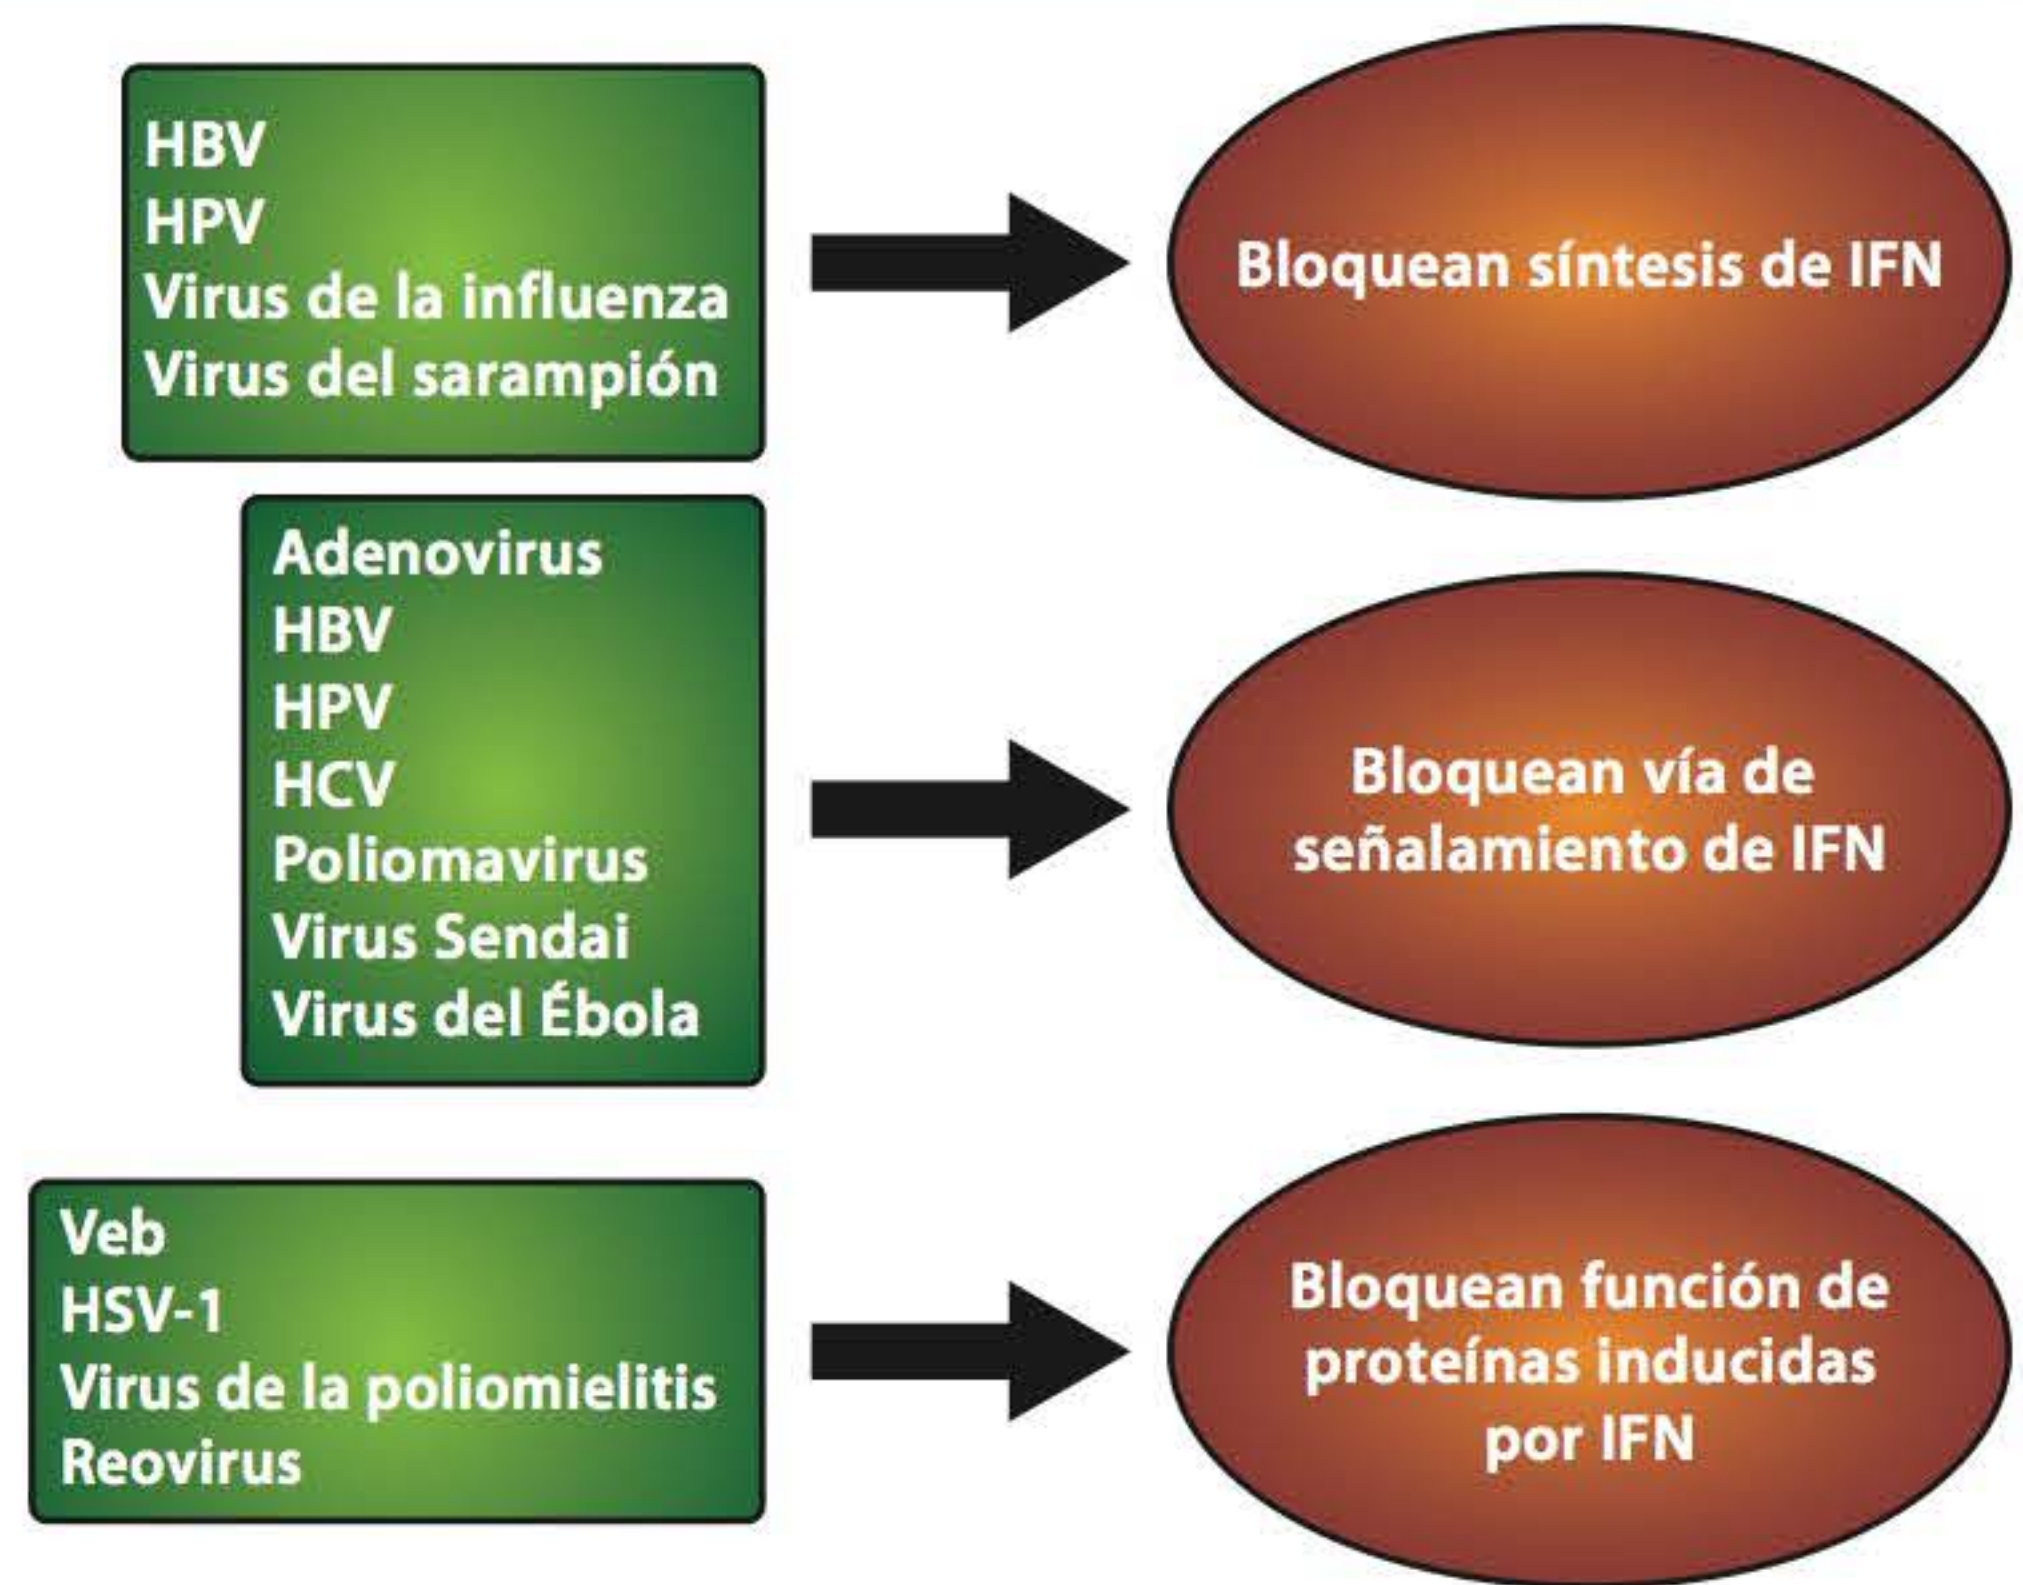 HBV
HPV
Virus de la influenza
Virus del sarampión
Bloquean síntesis de IFN
Adenovirus
HBV
HPV
HCV
Poliomavirus
Virus Sendai
Virus del Ébola
Bloquean vía de
señalamiento de IFN
Veb
HSV-1
Virus de la poliomielitis
Reovirus
Bloquean función de
proteínas inducidas
por IFN